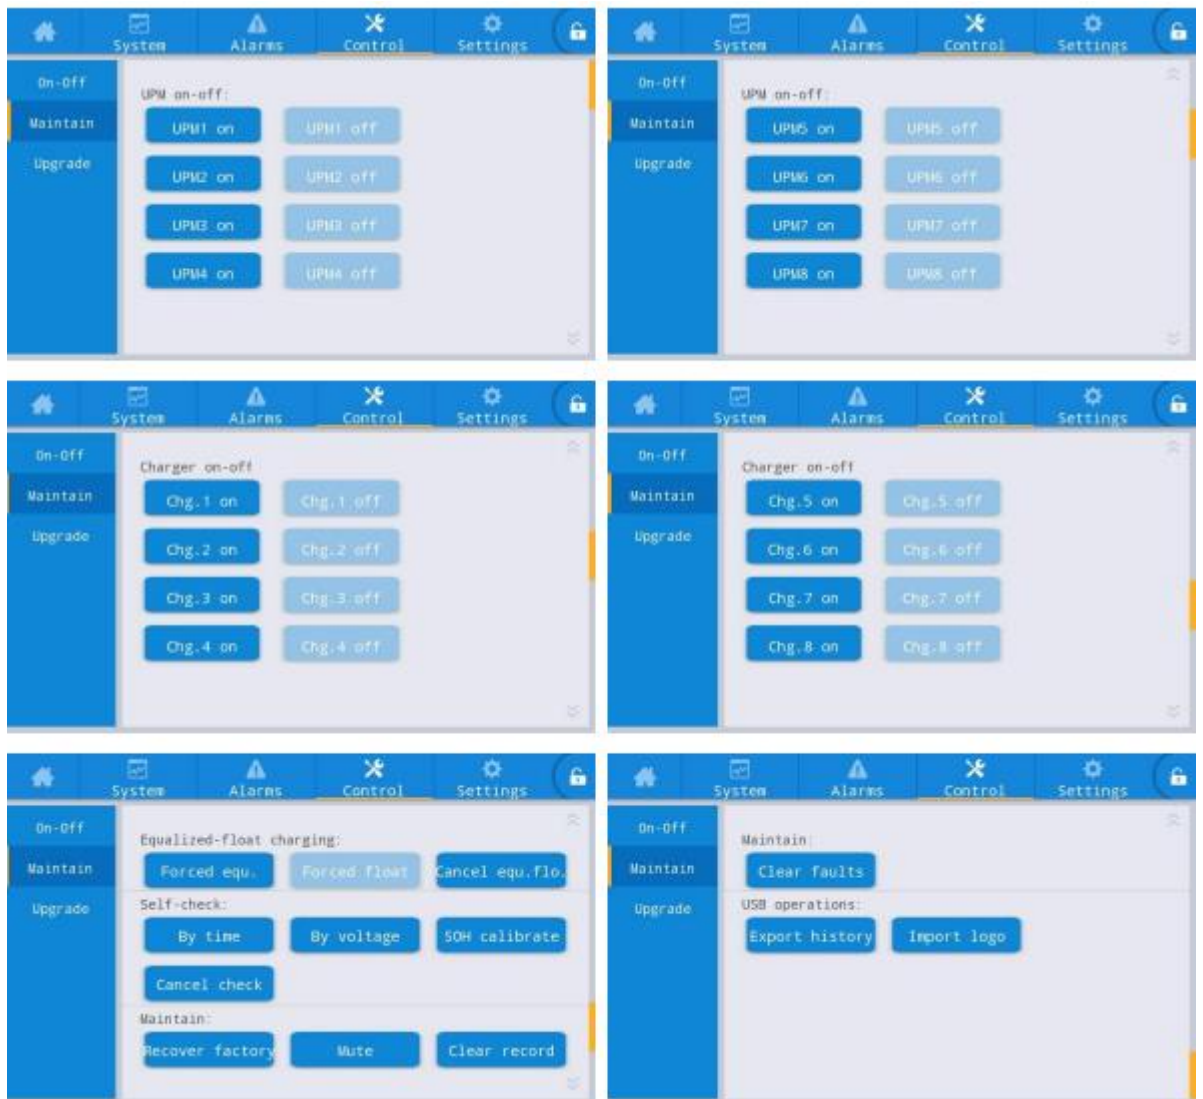 System Alarms Control Settings
On-Off
Maintain
Upgrade
UPM on-off:
UPM1 on UPM1 off
UPM2 on UPM2 off
UPM3 on UPM3 off
UPM4 on UPM4 off
System Alarms Control Settings
On-Off
Maintain
Upgrade
UPM on-off:
UPM5 on UPM5 off
UPM6 on UPM6 off
UPM7 on UPM7 off
UPM8 on UPM8 off
System Alarms Control Settings
On-Off
Maintain
Upgrade
Charger on-off
Chg.1 on Chg.1 off
Chg.2 on Chg.2 off
Chg.3 on Chg.3 off
Chg.4 on Chg.4 off
System Alarms Control Settings
On-Off
Maintain
Upgrade
Charger on-off
Chg.5 on Chg.5 off
Chg.6 on Chg.6 off
Chg.7 on Chg.7 off
Chg.8 on Chg.8 off
System Alarms Control Settings
On-Off
Maintain
Upgrade
Equalized-float charging:
Forced equ. Forced float Cancel equ.flo.
Self-check:
By time By voltage SOH calibrate
Cancel check
Maintain:
Recover factory Mute Clear record
System Alarms Control Settings
On-Off
Maintain
Upgrade
Maintain:
Clear faults
USB operations:
Export history Import logo